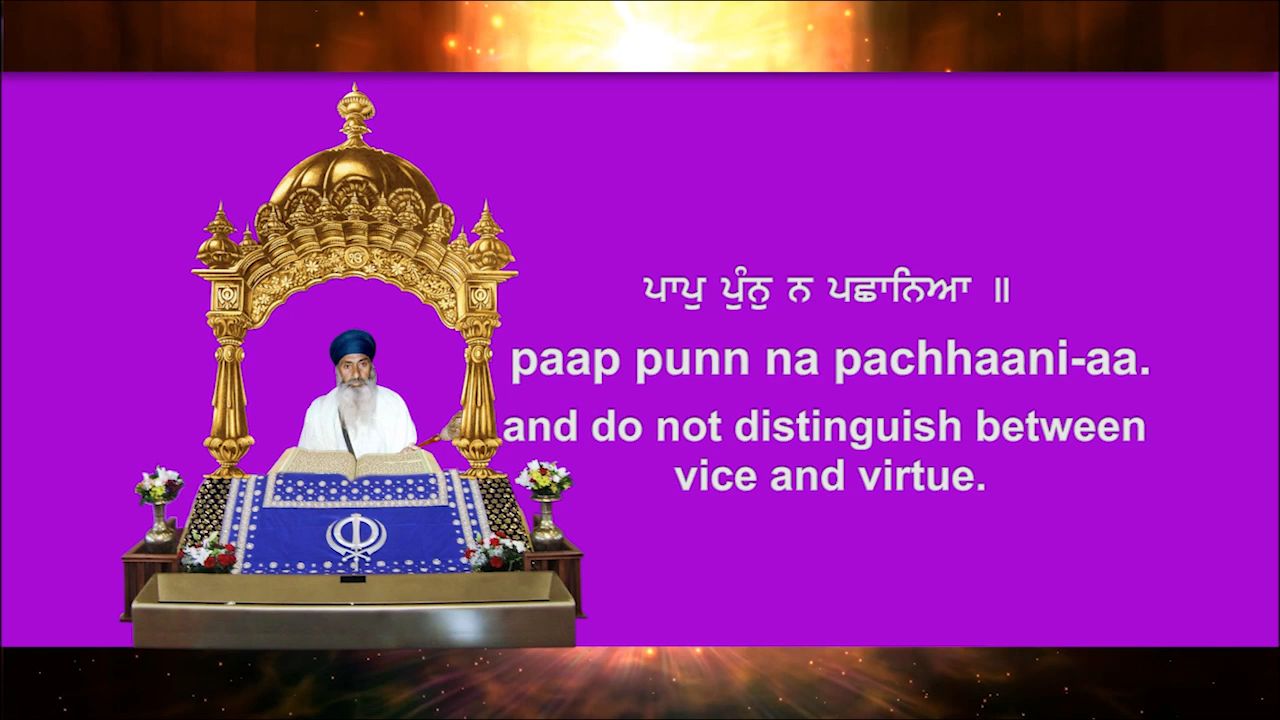 ਪਾਪੁ ਪੁੰਨੁ ਨ ਪਛਾਨਿਆ ॥
paap punn na pachhaani-aa.
and do not distinguish between
vice and virtue.